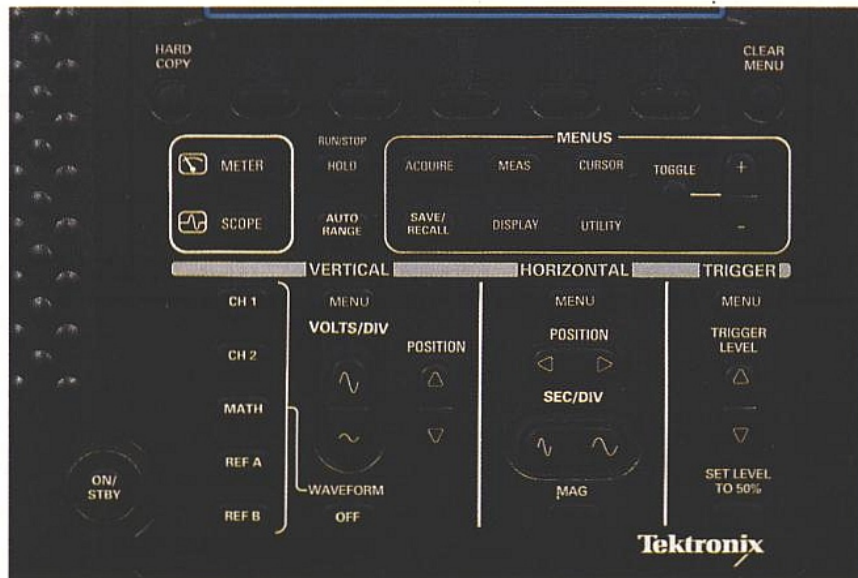 HARD
COPY
CLEAR
MENU
MENUS
METER
RUN/STOP
HOLD
ACQUIRE
MEAS
CURSOR
TOGGLE
+
SCOPE
AUTO
RANGE
SAVE/
RECALL
DISPLAY
UTILITY
-
VERTICAL
HORIZONTAL
TRIGGER
CH 1
MENU
MENU
MENU
VOLTS/DIV
POSITION
POSITION
TRIGGER
LEVEL
CH 2
SEC/DIV
MATH
REF A
SET LEVEL
TO 50%
ON/
STBY
WAVEFORM
OFF
MAG
REF B
Tektronix